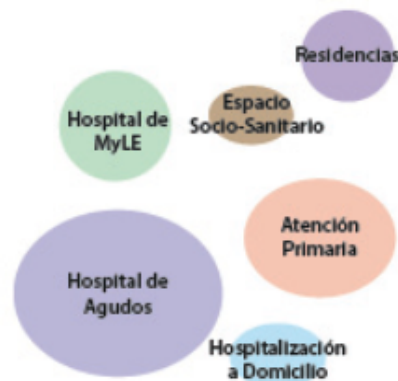 Residencias
Espacio
Socio-Sanitario
Hospital de
MyLE
Atención
Primaria
Hospital de
Agudos
Hospitalización
a Domicilio